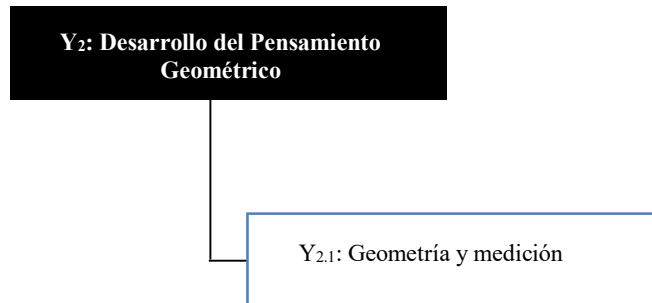 Y₂: Desarrollo del Pensamiento
Geométrico
Y₂.₁: Geometría y medición